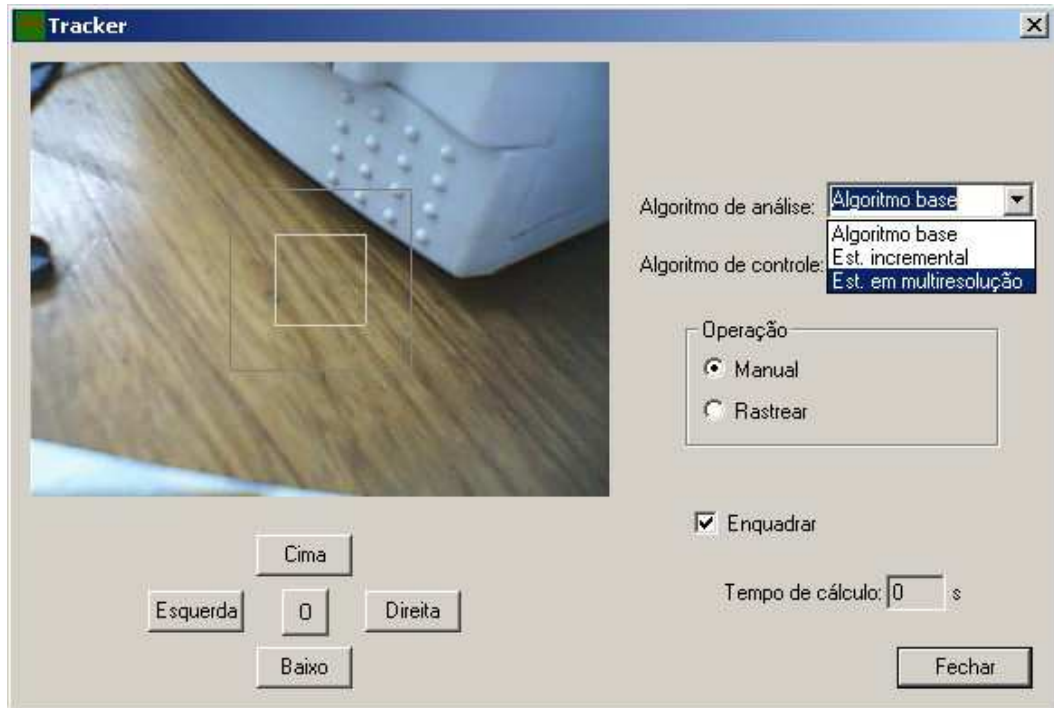 Tracker
Algoritmo de análise: Algoritmo base
Algoritmo base
Est. incremental
Est. em multiresolução
Algoritmo de controle:
Operação
Manual
Rastrear
Enquadrar
Tempo de cálculo: 0 s
Cima
Esquerda 0 Direita
Baixo
Fechar